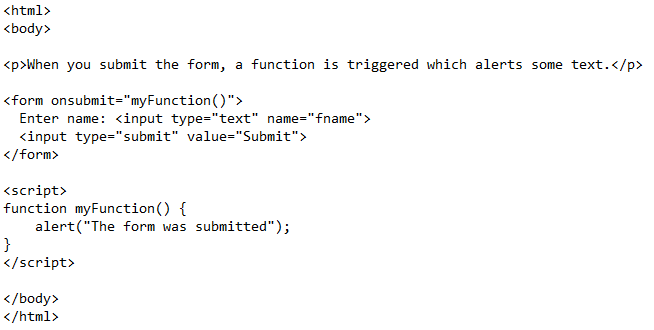 <html>
<body>
<p>When you submit the form, a function is triggered which alerts some text.</p>
<form onsubmit="myFunction()">
  Enter name: <input type="text" name="fname">
  <input type="submit" value="Submit">
</form>
<script>
function myFunction() {
    alert("The form was submitted");
}
</script>
</body>
</html>